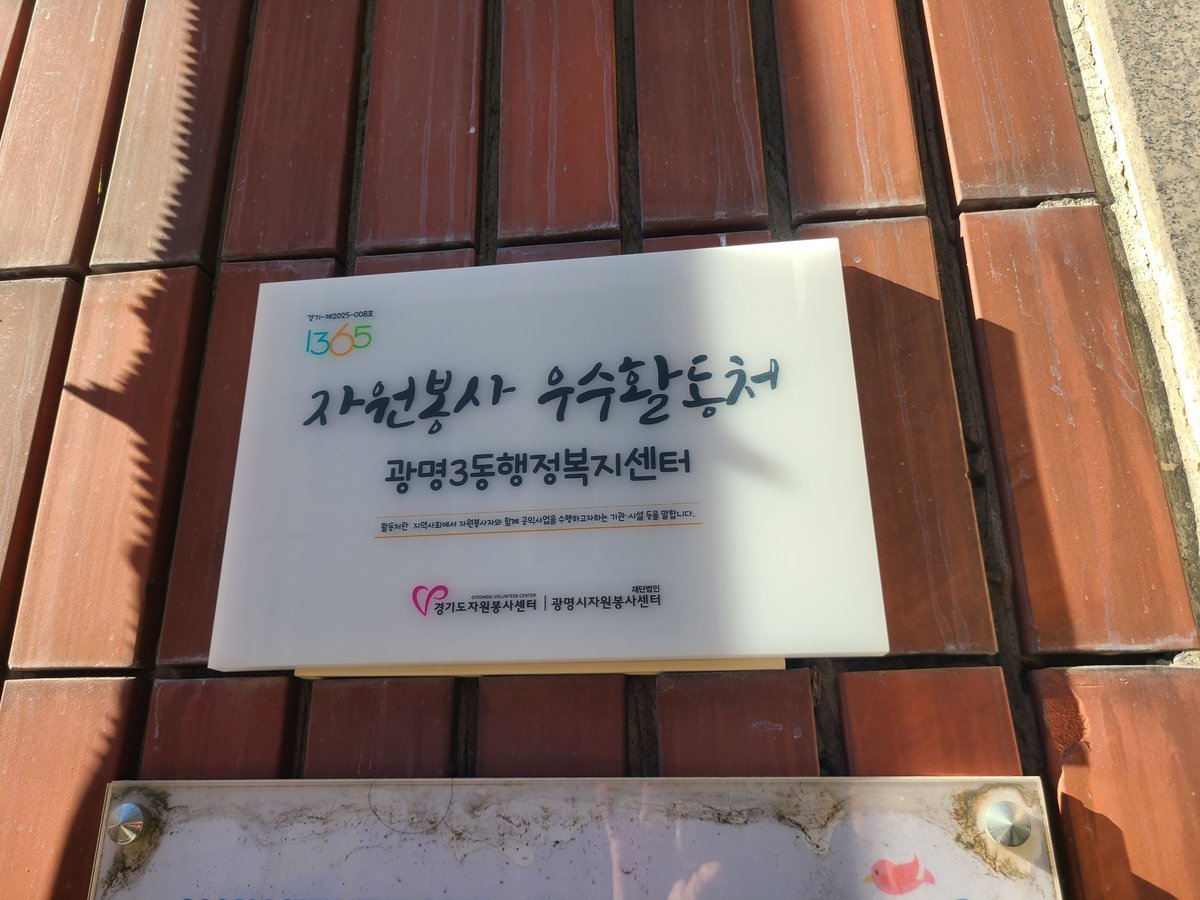 경기-제2025-008호
1365
자원봉사 우수활동처
광명3동행정복지센터
활동처란 지역사회에서 자원봉사자와 함께 공익사업을 수행하고자하는 기관·시설 등을 말합니다.
GYEONGGI VOLUNTEER CENTER
경기도자원봉사센터
재단법인
광명시자원봉사센터